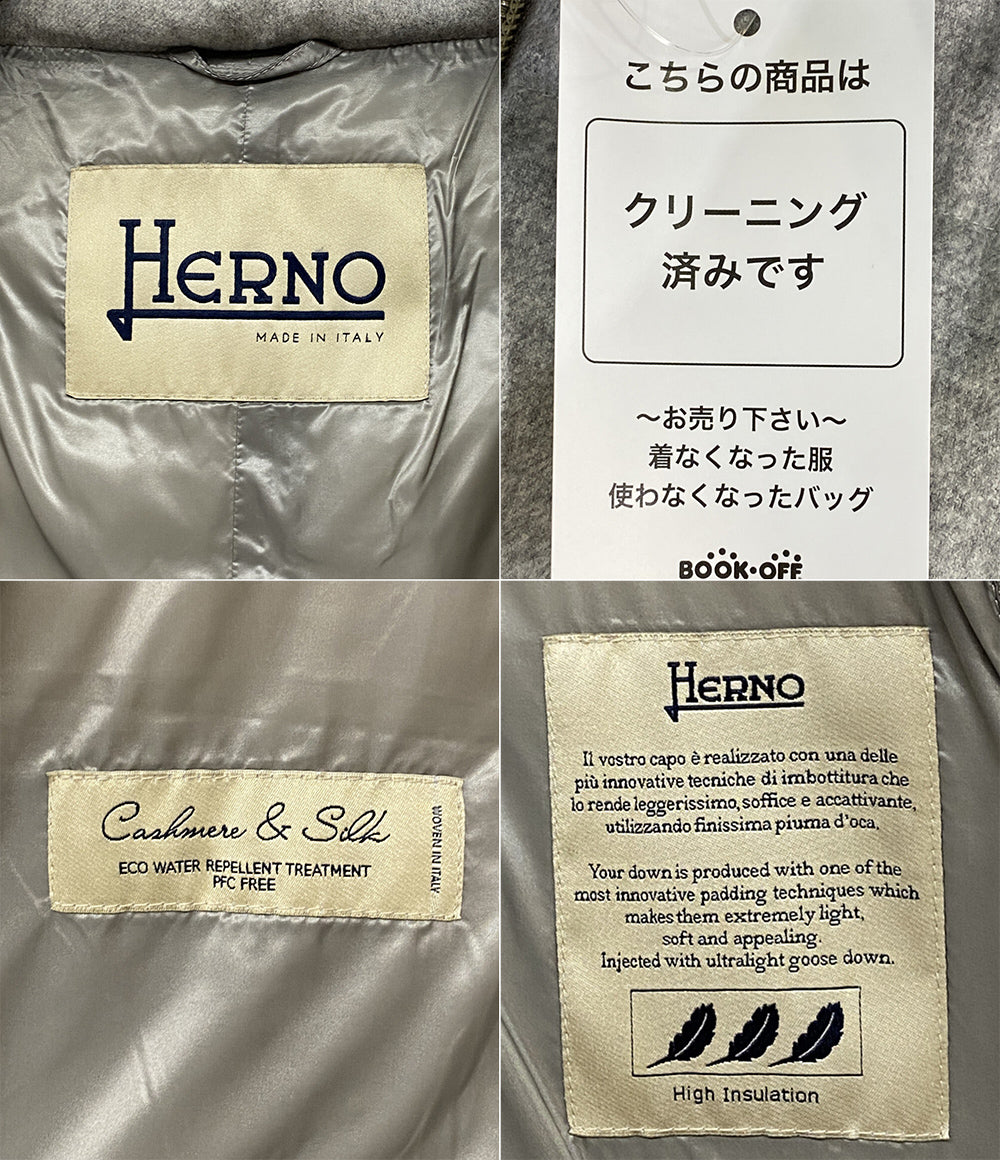 HERNO
MADE IN ITALY
こちらの商品は
クリーニング
済みです
～お売り下さい～
着なくなった服
使わなくなったバッグ
BOOK・OFF
Cashmere & Silk
ECO WATER REPELLENT TREATMENT
PFC FREE
WOVEN IN ITALY
HERNO
Il vostro capo è realizzato con una delle
più innovative tecniche di imbottitura che
lo rende leggerissimo, soffice e accattivante,
utilizzando finissima piuma d'oca.
Your down is produced with one of the
most innovative padding techniques which
makes them extremely light,
soft and appealing.
Injected with ultralight goose down.
High Insulation